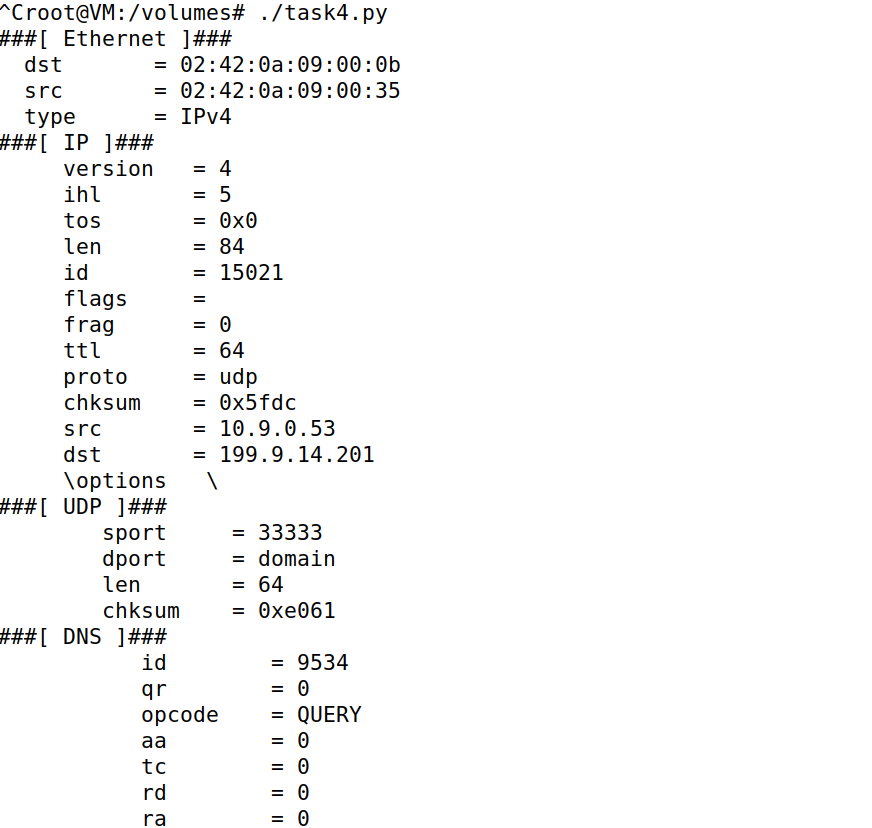 ^Croot@VM:/volumes# ./task4.py
###[ Ethernet ]###
  dst       = 02:42:0a:09:00:0b
  src       = 02:42:0a:09:00:35
  type      = IPv4
###[ IP ]###
     version   = 4
     ihl       = 5
     tos       = 0x0
     len       = 84
     id        = 15021
     flags     =
     frag      = 0
     ttl       = 64
     proto     = udp
     chksum    = 0x5fdc
     src       = 10.9.0.53
     dst       = 199.9.14.201
     \options   \
###[ UDP ]###
        sport     = 33333
        dport     = domain
        len       = 64
        chksum    = 0xe061
###[ DNS ]###
           id        = 9534
           qr        = 0
           opcode    = QUERY
           aa        = 0
           tc        = 0
           rd        = 0
           ra        = 0